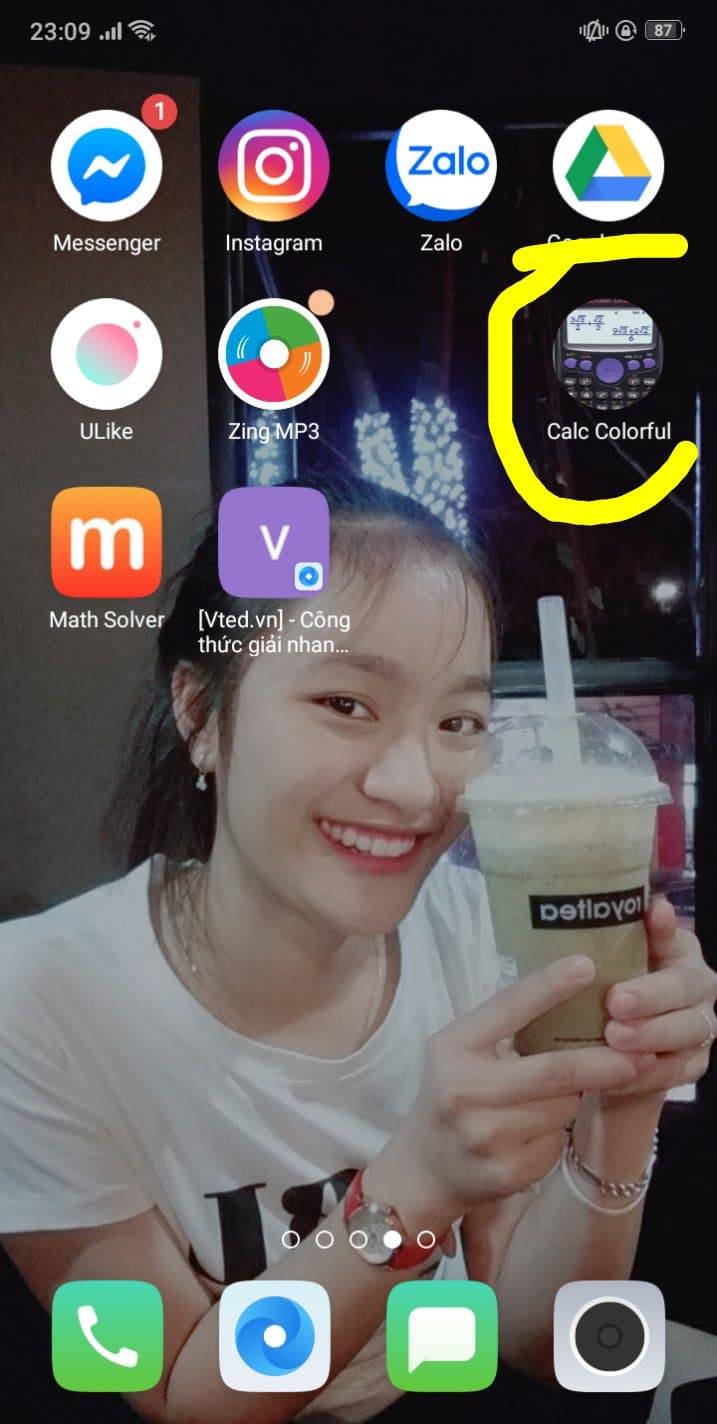 23:09
87
1
Messenger
Instagram
Zalo
Zalo
ULike
Zing MP3
Calc Colorful
m
Math Solver
V
[Vted.vn] - Công
thức giải nhan...
royaltea